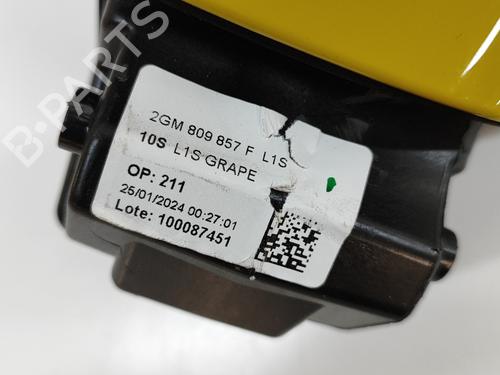 2GM 809 857 F L1S
10S L1S GRAPE
OP: 211
25/01/2024 00:27:01
Lote: 100087451
B-PARTS